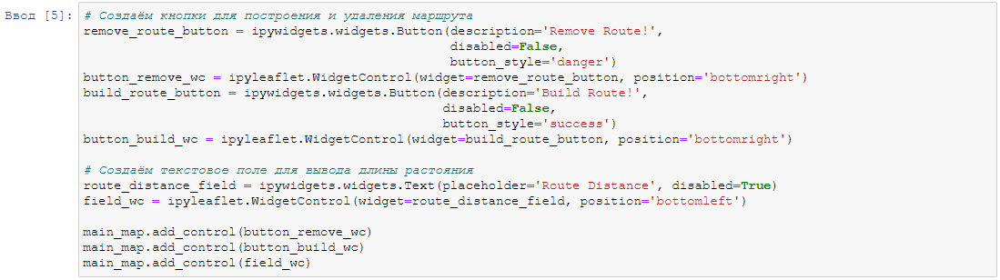 Ввод [5]: # Создаём кнопки для построения и удаления маршрута
remove_route_button = ipywidgets.widgets.Button(description='Remove Route!',
disabled=False,
button_style='danger')
button_remove_wc = ipyleaflet.WidgetControl(widget=remove_route_button, position='bottomright')
build_route_button = ipywidgets.widgets.Button(description='Build Route!',
disabled=False,
button_style='success')
button_build_wc = ipyleaflet.WidgetControl(widget=build_route_button, position='bottomright')
# Создаём текстовое поле для вывода длины растояния
route_distance_field = ipywidgets.widgets.Text(placeholder='Route Distance', disabled=True)
field_wc = ipyleaflet.WidgetControl(widget=route_distance_field, position='bottomleft')
main_map.add_control(button_remove_wc)
main_map.add_control(button_build_wc)
main_map.add_control(field_wc)